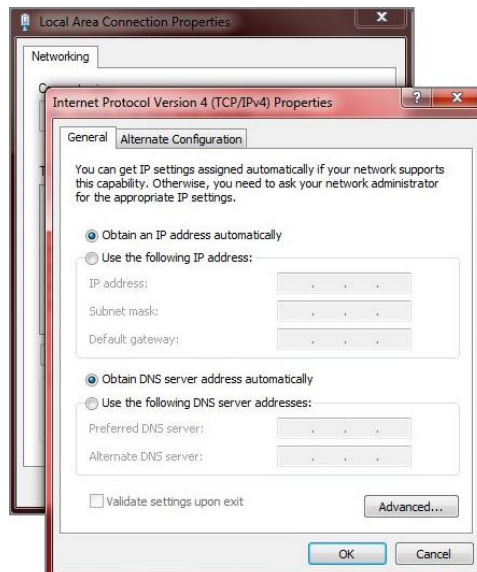 Local Area Connection Properties
Networking
Internet Protocol Version 4 (TCP/IPv4) Properties
General
Alternate Configuration
You can get IP settings assigned automatically if your network supports
this capability. Otherwise, you need to ask your network administrator
for the appropriate IP settings.
Obtain an IP address automatically
Use the following IP address:
IP address:
Subnet mask:
Default gateway:
Obtain DNS server address automatically
Use the following DNS server addresses:
Preferred DNS server:
Alternate DNS server:
Validate settings upon exit
Advanced...
OK
Cancel